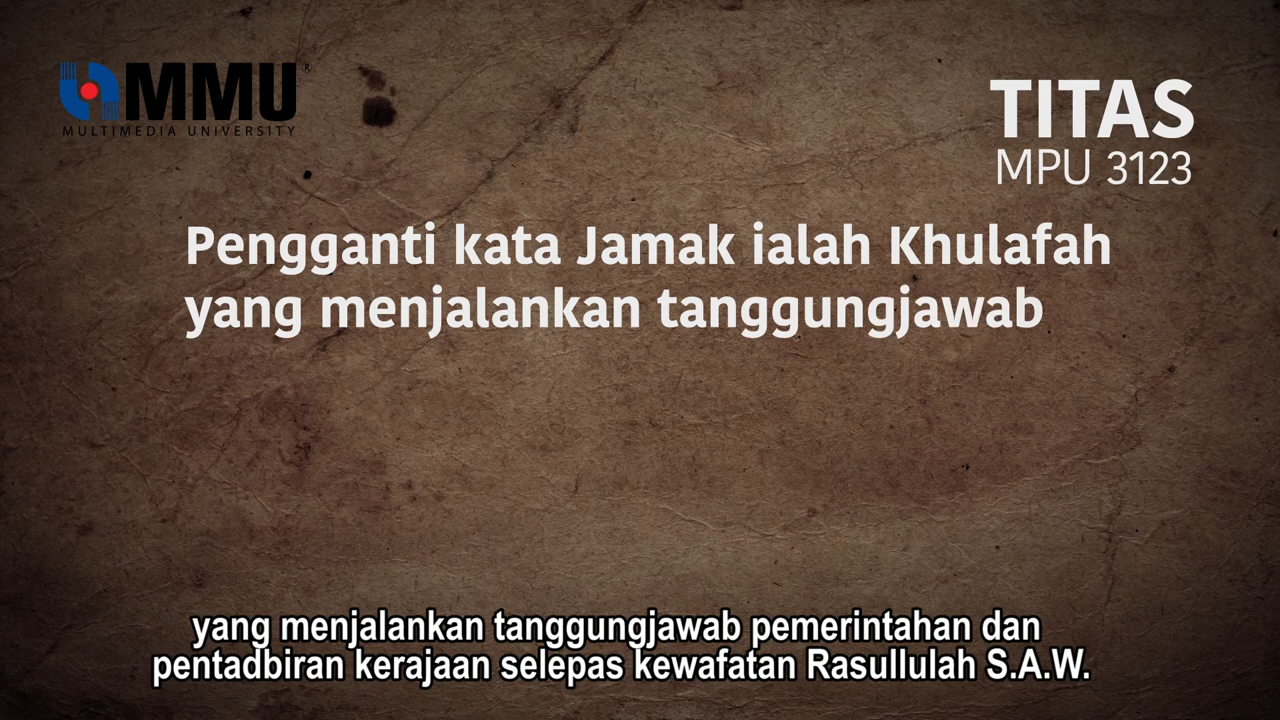 MMU®
MULTIMEDIA UNIVERSITY
TITAS
MPU 3123
Pengganti kata Jamak ialah Khulafah
yang menjalankan tanggungjawab
yang menjalankan tanggungjawab pemerintahan dan
pentadbiran kerajaan selepas kewafatan Rasullulah S.A.W.